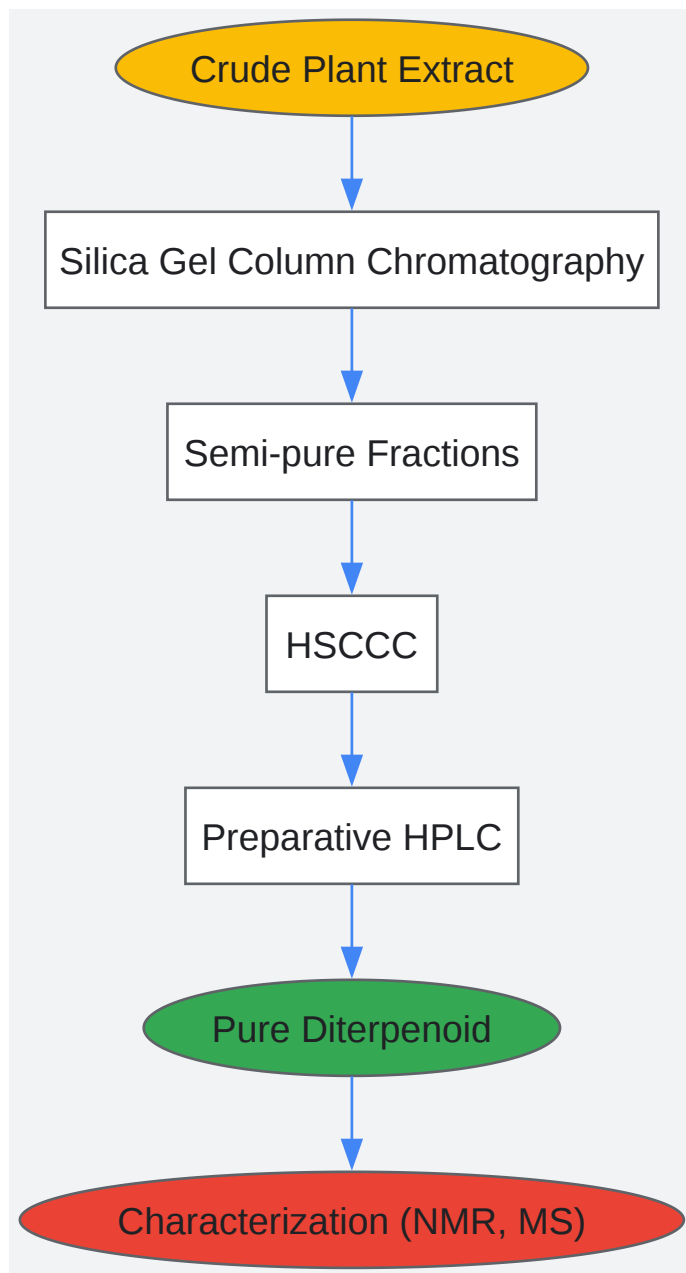 Crude Plant Extract
Silica Gel Column Chromatography
Semi-pure Fractions
HSCCC
Preparative HPLC
Pure Diterpenoid
Characterization (NMR, MS)